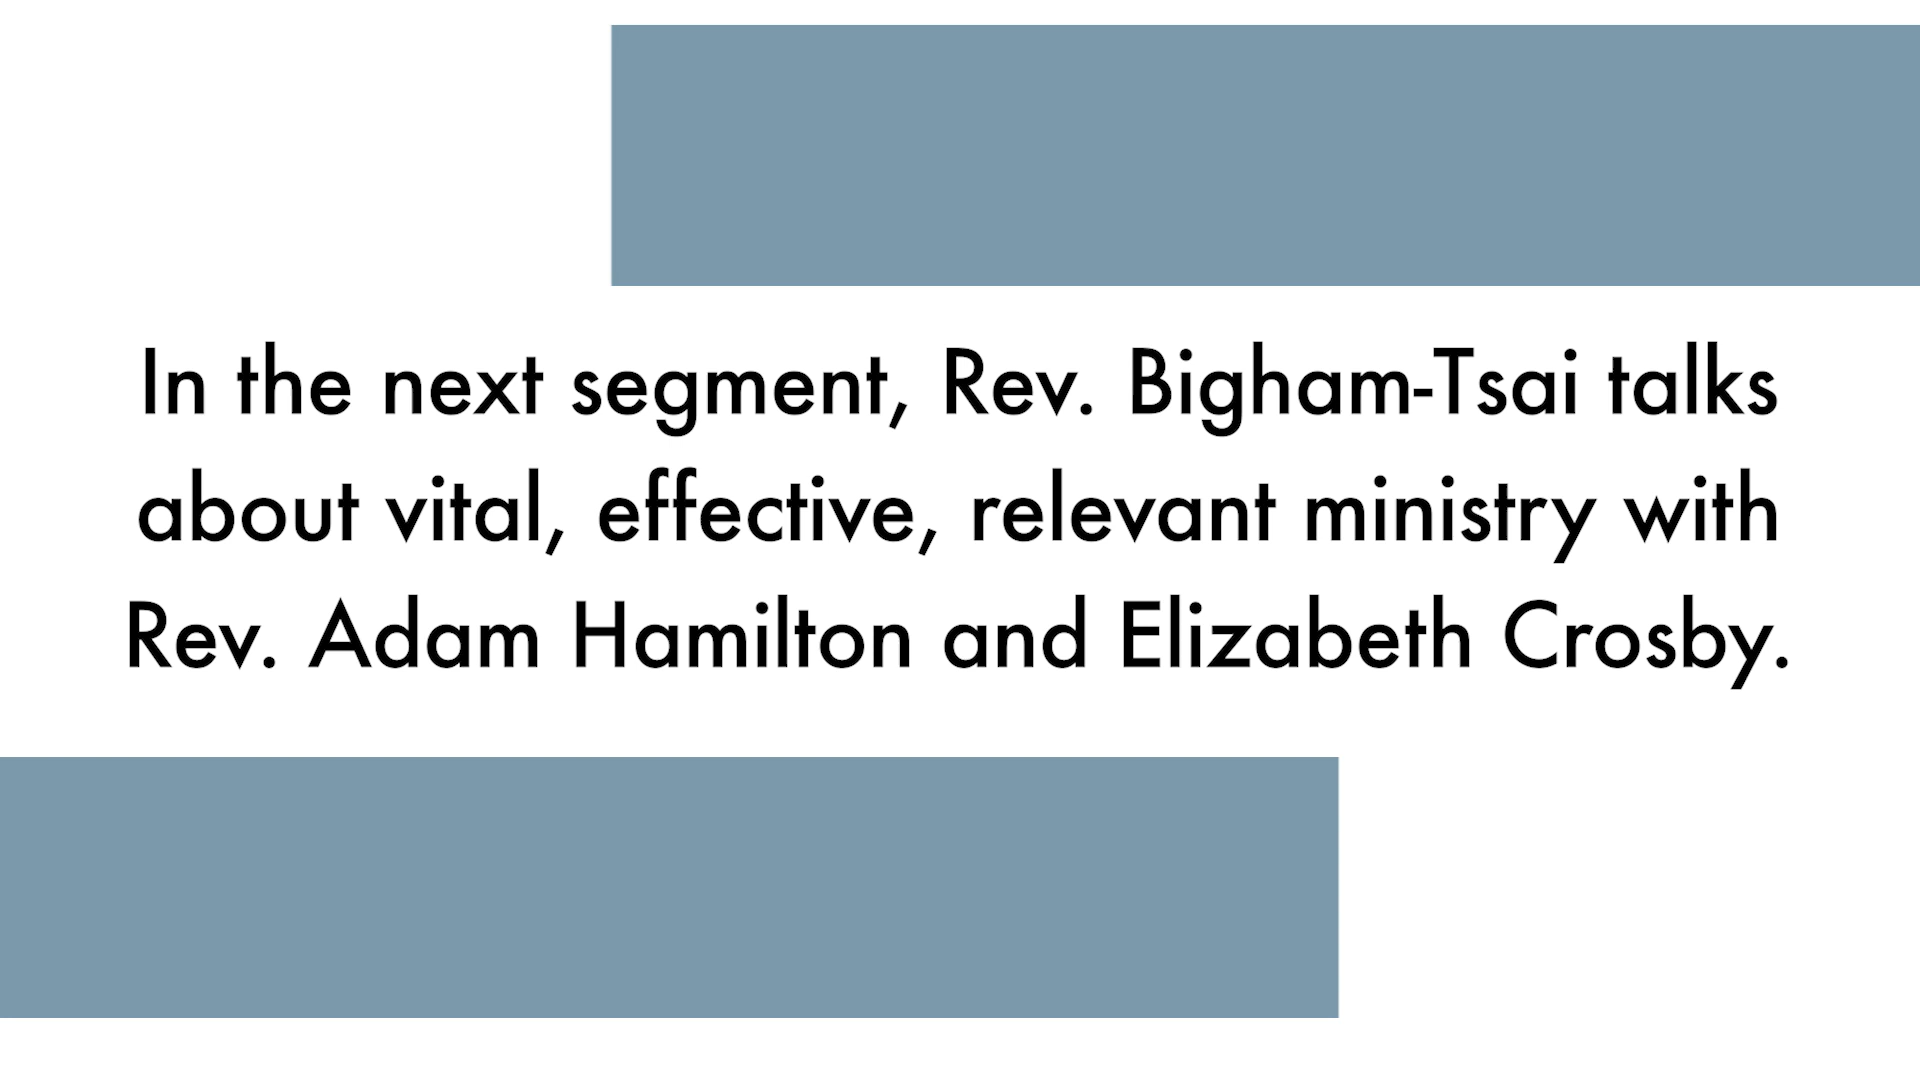 In the next segment, Rev. Bigham-Tsai talks
about vital, effective, relevant ministry with
Rev. Adam Hamilton and Elizabeth Crosby.